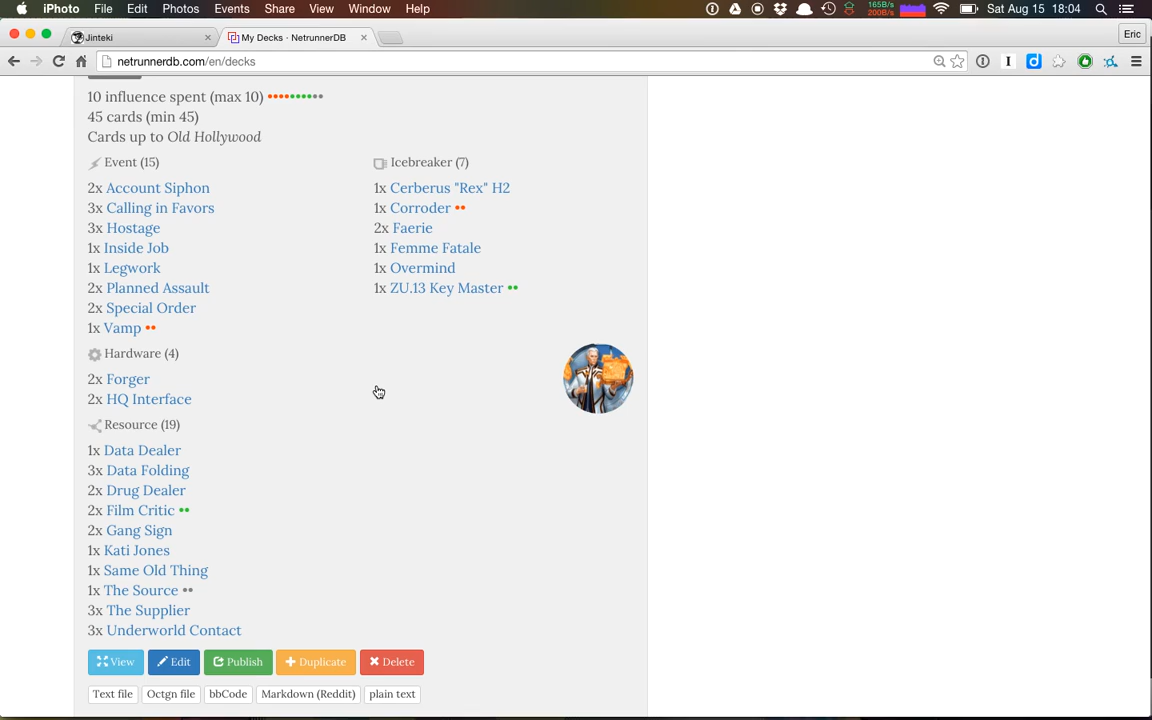 iPhoto File Edit Photos Events Share View Window Help 165B/s 200B/s Sat Aug 15 18:04
Jinteki My Decks · NetrunnerDB Eric
netrunnerdb.com/en/decks
10 influence spent (max 10)
45 cards (min 45)
Cards up to Old Hollywood
Event (15)
2x Account Siphon
3x Calling in Favors
3x Hostage
1x Inside Job
1x Legwork
2x Planned Assault
2x Special Order
1x Vamp
Hardware (4)
2x Forger
2x HQ Interface
Resource (19)
1x Data Dealer
3x Data Folding
2x Drug Dealer
2x Film Critic
2x Gang Sign
1x Kati Jones
1x Same Old Thing
1x The Source
3x The Supplier
3x Underworld Contact
Icebreaker (7)
1x Cerberus "Rex" H2
1x Corroder
2x Faerie
1x Femme Fatale
1x Overmind
1x ZU.13 Key Master
View Edit Publish Duplicate Delete
Text file Octgn file bbCode Markdown (Reddit) plain text